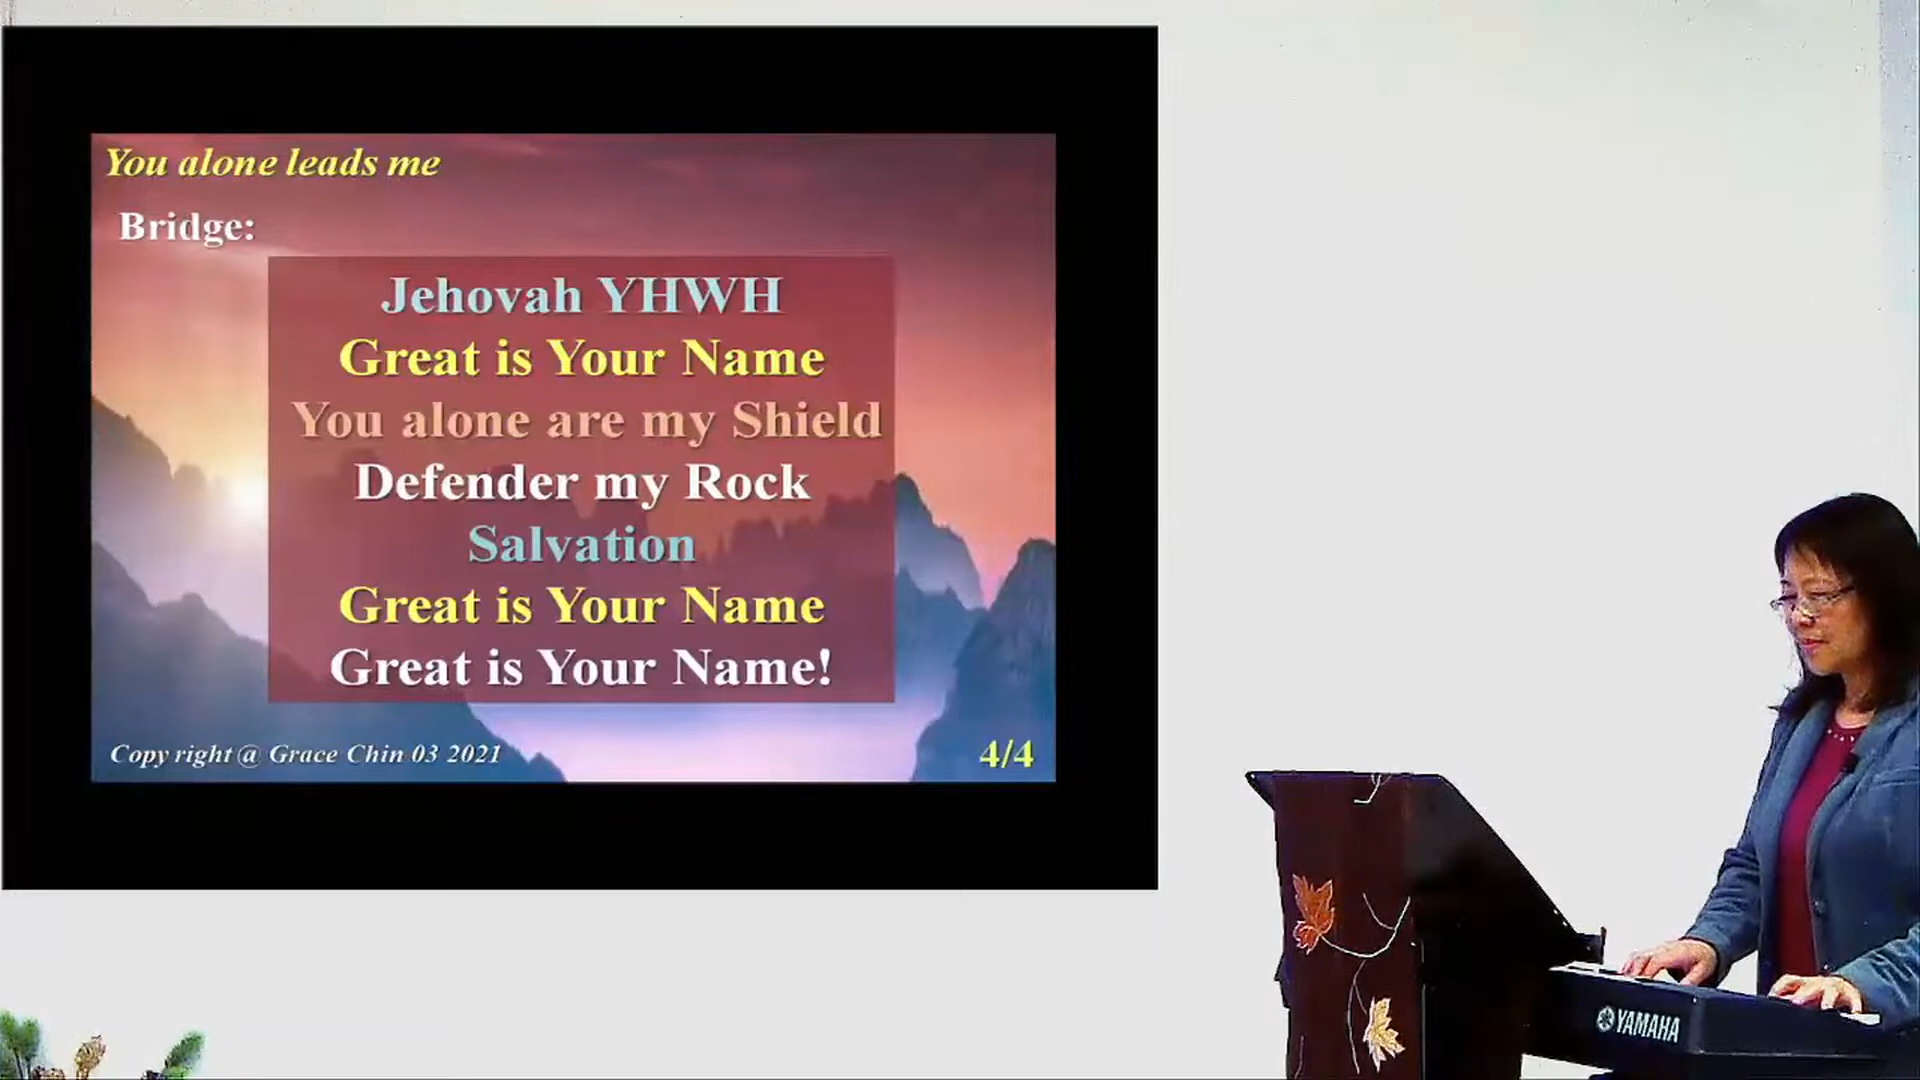 You alone leads me
Bridge:
Jehovah YHWH
Great is Your Name
You alone are my Shield
Defender my Rock
Salvation
Great is Your Name
Great is Your Name!
Copy right @ Grace Chin 03 2021
4/4
YAMAHA